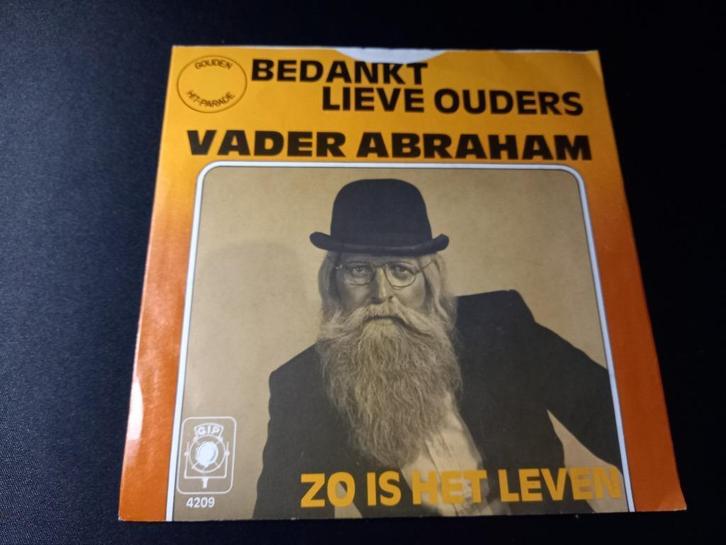 GOUDEN
HIT-PARADE
BEDANKT
LIEVE OUDERS
VADER ABRAHAM
G.I.P.
4209
ZO IS HET LEVEN